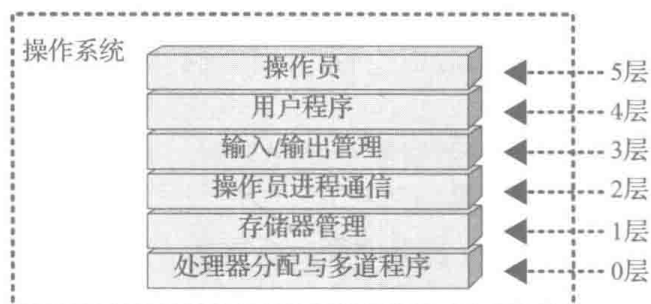 操作系统
操作员
5层
用户程序
4层
输入/输出管理
3层
操作员进程通信
2层
存储器管理
1层
处理器分配与多道程序
0层